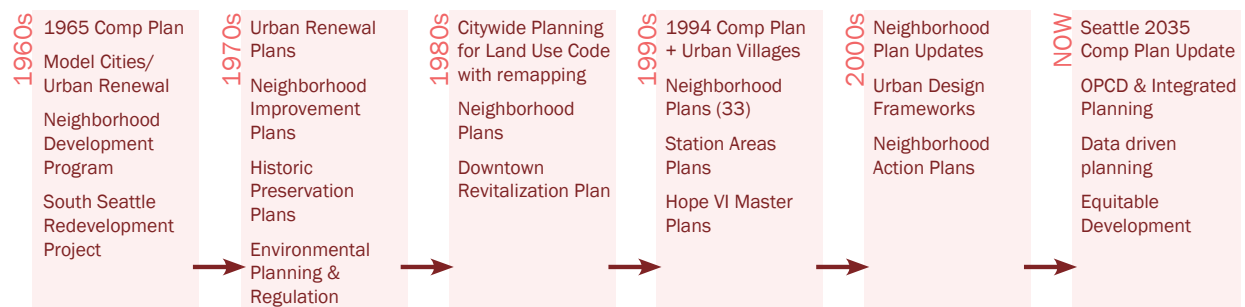 1960s
1965 Comp Plan
Model Cities/
Urban Renewal
Neighborhood
Development
Program
South Seattle
Redevelopment
Project
1970s
Urban Renewal
Plans
Neighborhood
Improvement
Plans
Historic
Preservation
Plans
Environmental
Planning &
Regulation
1980s
Citywide Planning
for Land Use Code
with remapping
Neighborhood
Plans
Downtown
Revitalization Plan
1990s
1994 Comp Plan
+ Urban Villages
Neighborhood
Plans (33)
Station Areas
Plans
Hope VI Master
Plans
2000s
Neighborhood
Plan Updates
Urban Design
Frameworks
Neighborhood
Action Plans
NOW
Seattle 2035
Comp Plan Update
OPCD & Integrated
Planning
Data driven
planning
Equitable
Development